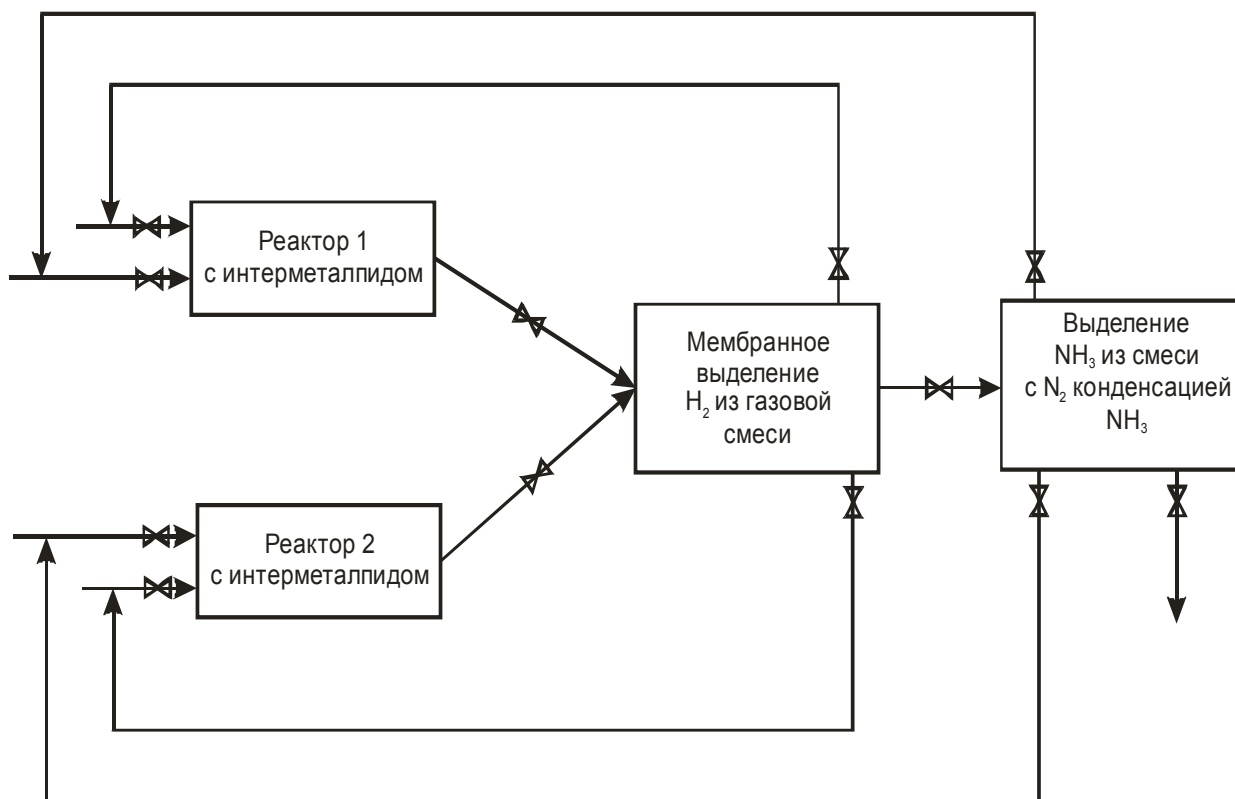 Реактор 1
с интерметалпидом
Мембранное
выделение
H₂ из газовой
смеси
Выделение
NH₃ из смеси
с N₂ конденсацией
NH₃
Реактор 2
с интерметалпидом